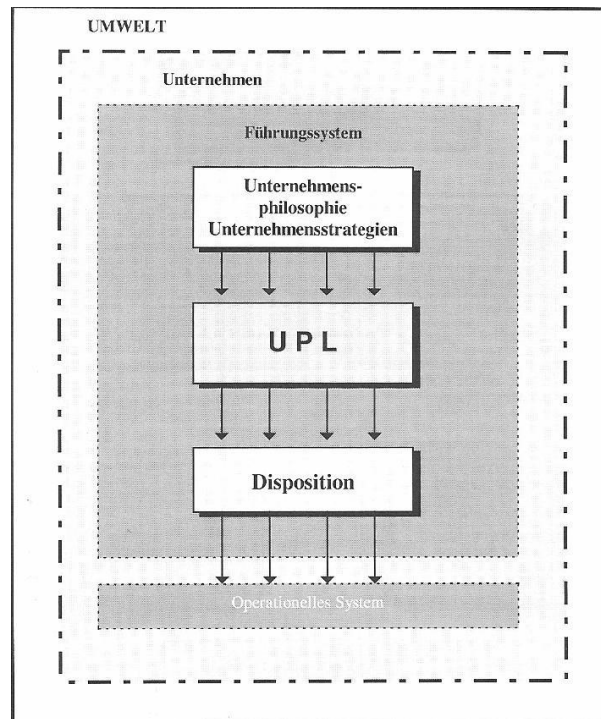 UMWELT
Unternehmen
Führungssystem
Unternehmens-
philosophie
Unternehmensstrategien
U P L
Disposition
Operationelles System